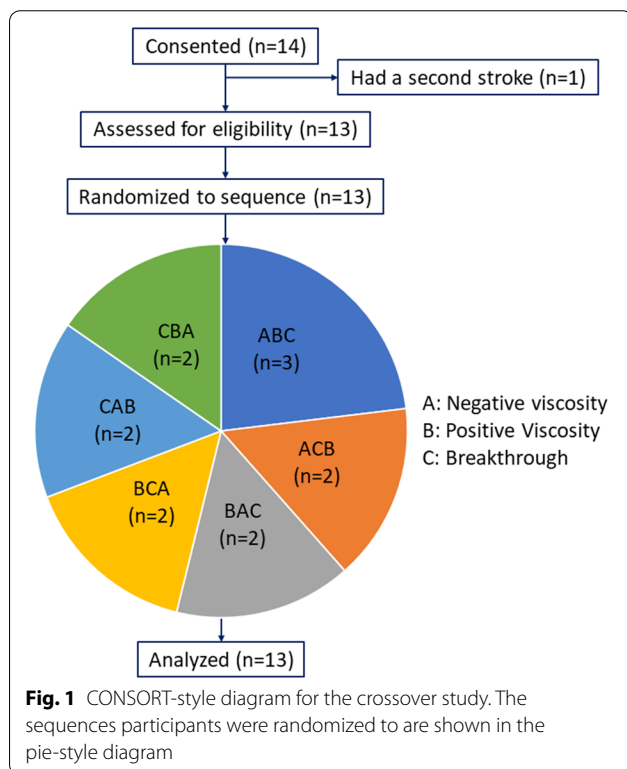 Consented (n=14)
Had a second stroke (n=1)
Assessed for eligibility (n=13)
Randomized to sequence (n=13)
CBA
(n=2)
ABC
(n=3)
CAB
(n=2)
ACB
(n=2)
BCA
(n=2)
BAC
(n=2)
A: Negative viscosity
B: Positive Viscosity
C: Breakthrough
Analyzed (n=13)
Fig. 1 CONSORT-style diagram for the crossover study. The
sequences participants were randomized to are shown in the
pie-style diagram